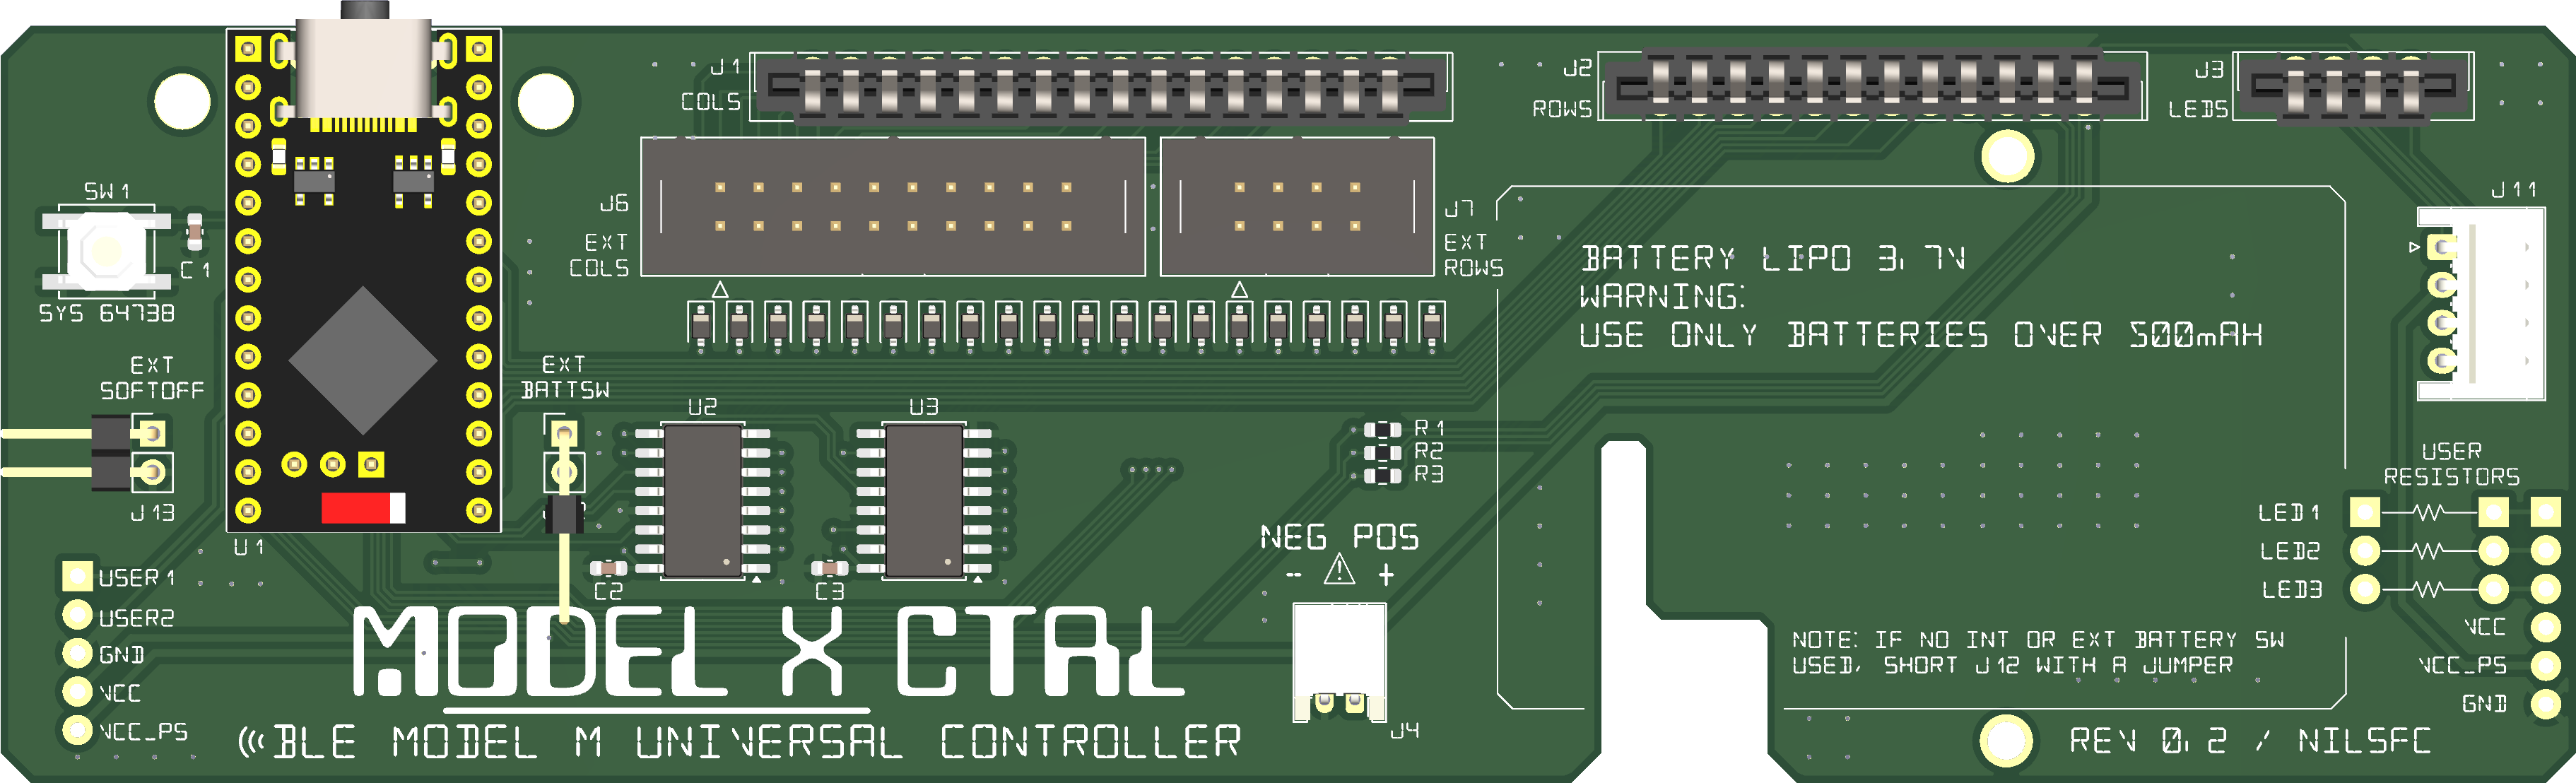 J1
COLS
J2
ROWS
J3
LEDS
SW1
C1
SYS 64738
J6
EXT
COLS
J7
EXT
ROWS
J11
BATTERY LIPO 3.7V
WARNING:
USE ONLY BATTERIES OVER 500mAH
EXT
SOFTOFF
J13
EXT
BATTSW
U1
U2
U3
C2
C3
R1
R2
R3
NEG POS
- +
J4
USER
RESISTORS
LED1
LED2
LED3
VCC
VCC_PS
GND
USER1
USER2
GND
VCC
VCC_PS
NOTE: IF NO INT OR EXT BATTERY SW
USED, SHORT J12 WITH A JUMPER
MODEL X CTRL
BLE MODEL M UNIVERSAL CONTROLLER
REV 0.2 / NILSFC